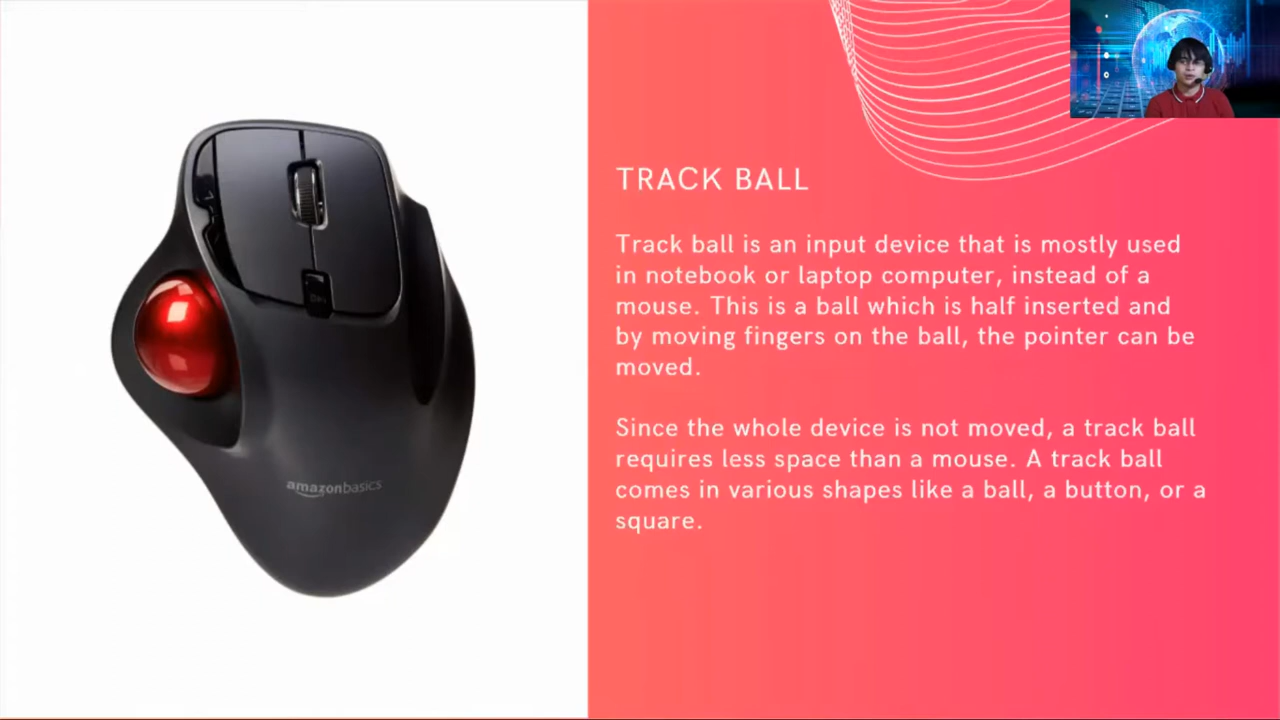 TRACK BALL
Track ball is an input device that is mostly used
in notebook or laptop computer, instead of a
mouse. This is a ball which is half inserted and
by moving fingers on the ball, the pointer can be
moved.
Since the whole device is not moved, a track ball
requires less space than a mouse. A track ball
comes in various shapes like a ball, a button, or a
square.
amazonbasics